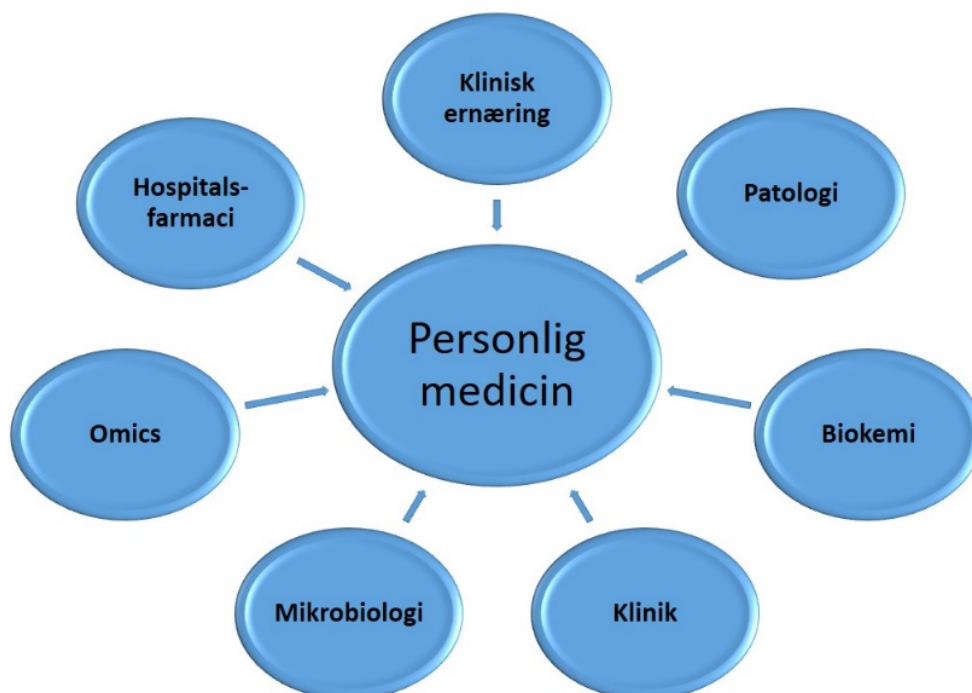 Klinisk
ernæring
Hospitals-
farmaci
Patologi
Personlig
medicin
Omics
Biokemi
Mikrobiologi
Klinik